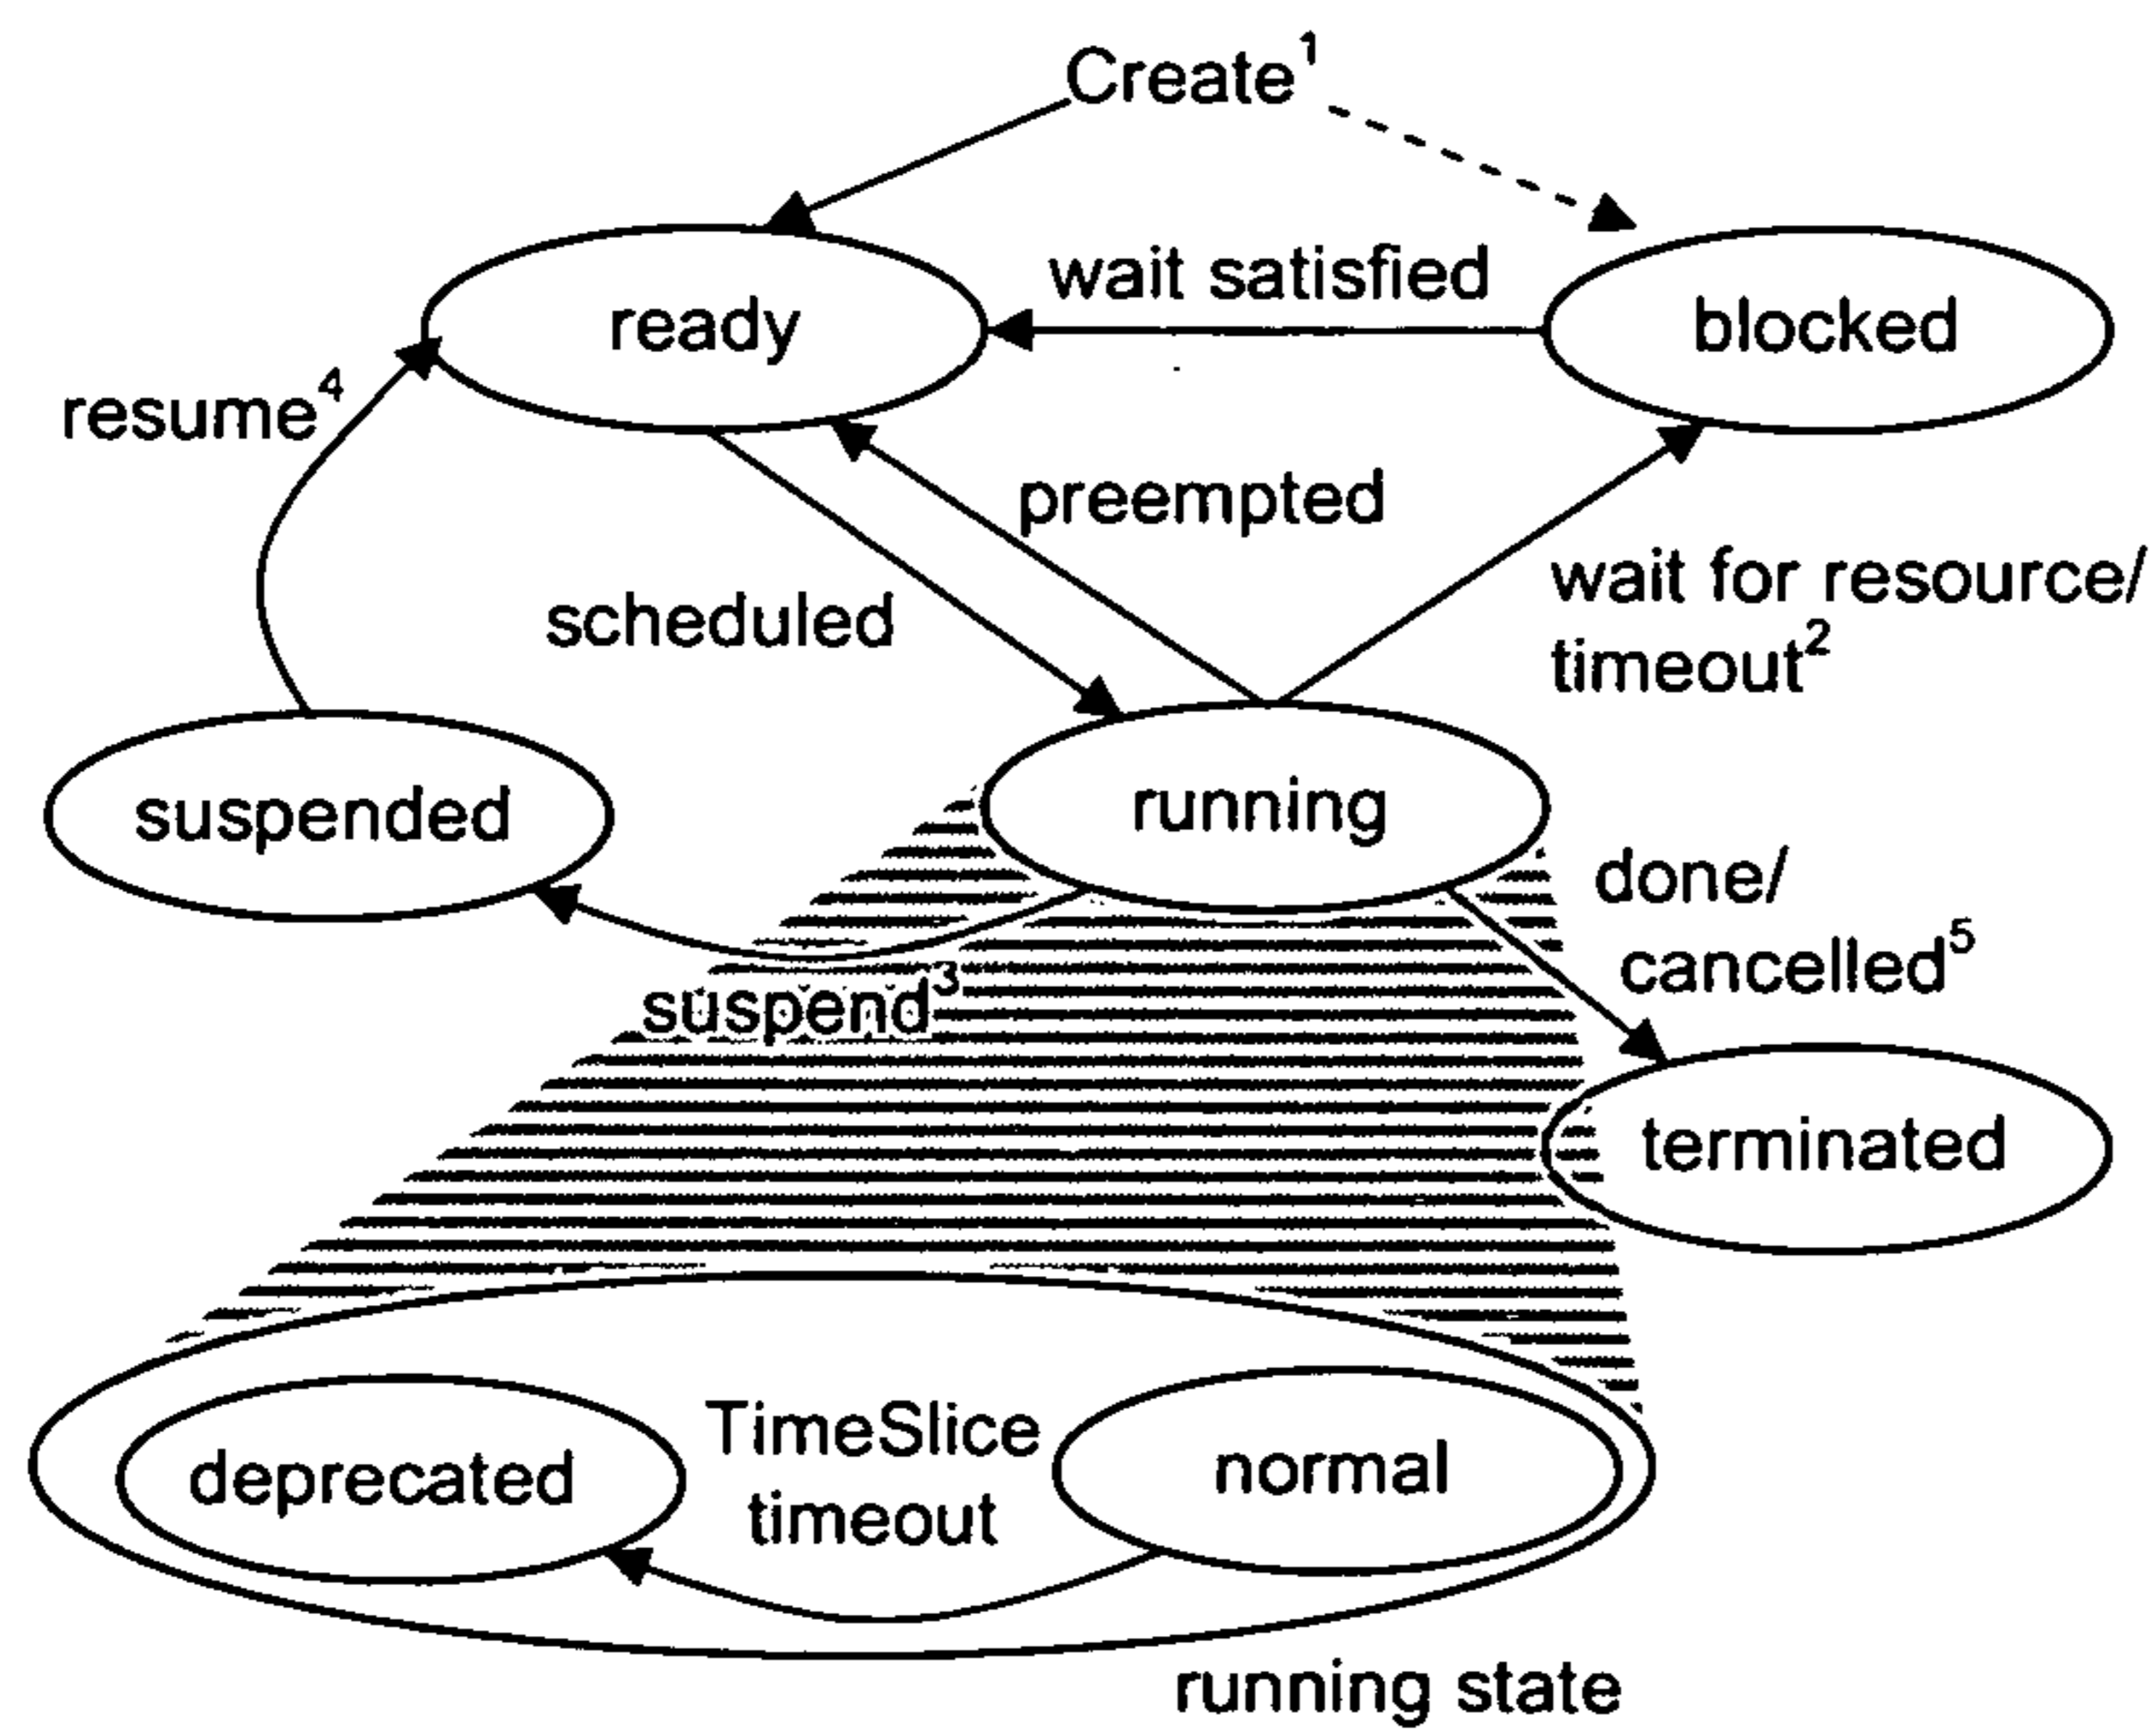 Create¹
wait satisfied
ready
blocked
resume⁴
preempted
wait for resource/
timeout²
scheduled
suspended
running
done/
cancelled⁵
suspend³
terminated
TimeSlice
timeout
deprecated
normal
running state